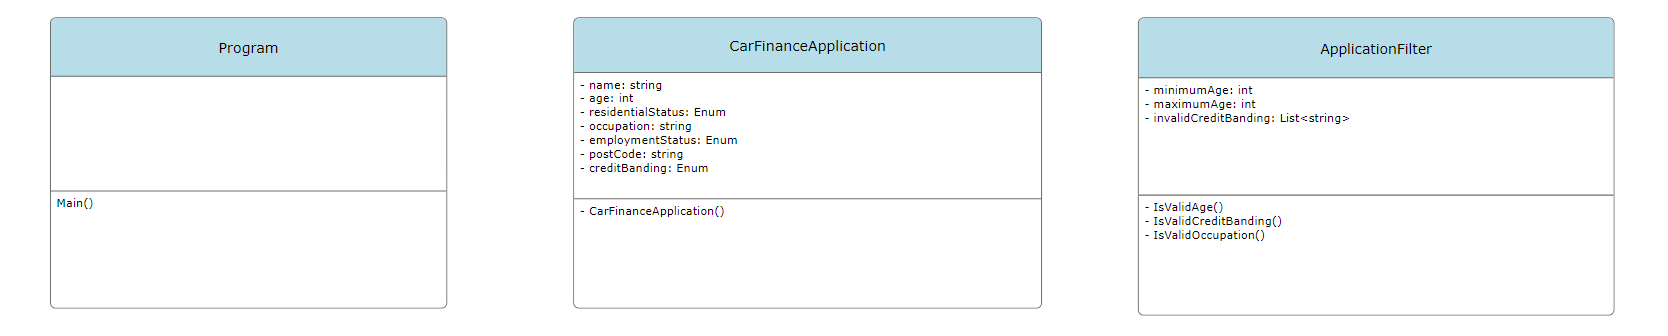 Program
Main()
CarFinanceApplication
- name: string
- age: int
- residentialStatus: Enum
- occupation: string
- employmentStatus: Enum
- postCode: string
- creditBanding: Enum
- CarFinanceApplication()
ApplicationFilter
- minimumAge: int
- maximumAge: int
- invalidCreditBanding: List<string>
- IsValidAge()
- IsValidCreditBanding()
- IsValidOccupation()